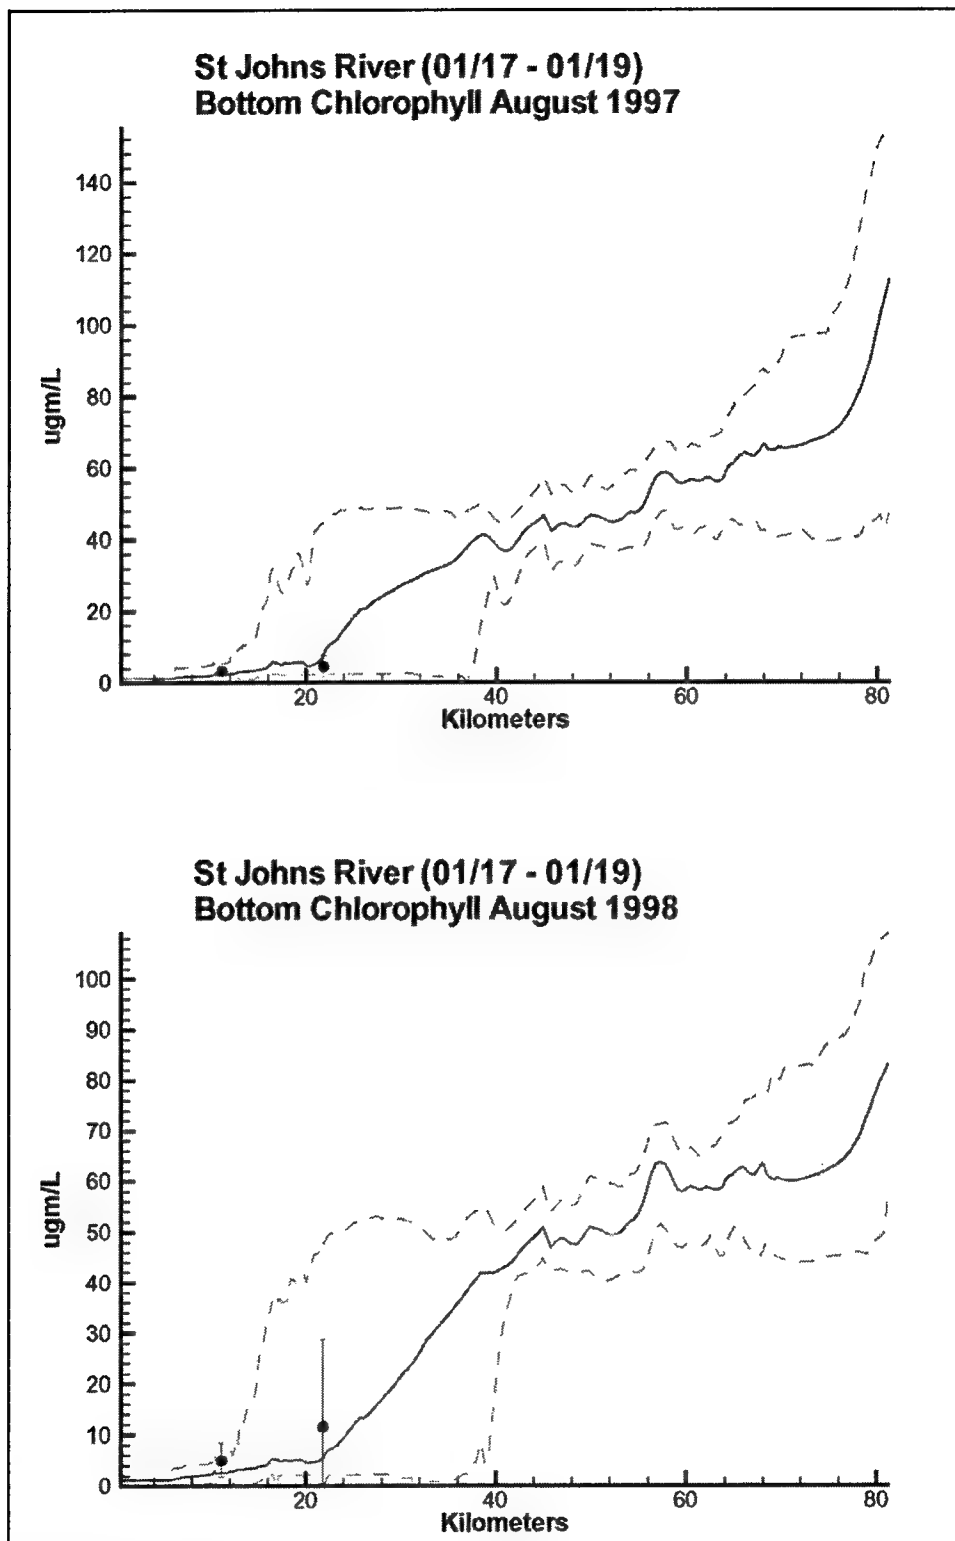 St Johns River (01/17 - 01/19)
Bottom Chlorophyll August 1997
140
120
100
80
60
40
20
0
ugm/L
20 40 60 80
Kilometers
St Johns River (01/17 - 01/19)
Bottom Chlorophyll August 1998
100
90
80
70
60
50
40
30
20
10
0
ugm/L
20 40 60 80
Kilometers